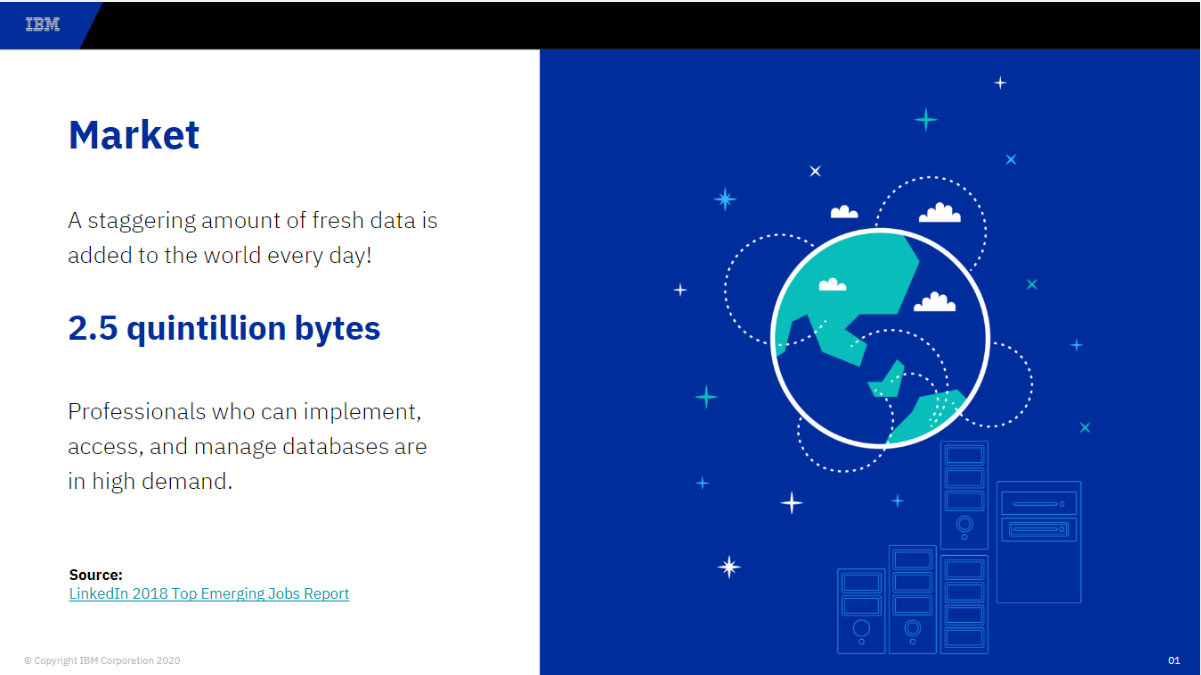 IBM
Market
A staggering amount of fresh data is
added to the world every day!
2.5 quintillion bytes
Professionals who can implement,
access, and manage databases are
in high demand.
Source:
LinkedIn 2018 Top Emerging Jobs Report
© Copyright IBM Corporation 2020
01